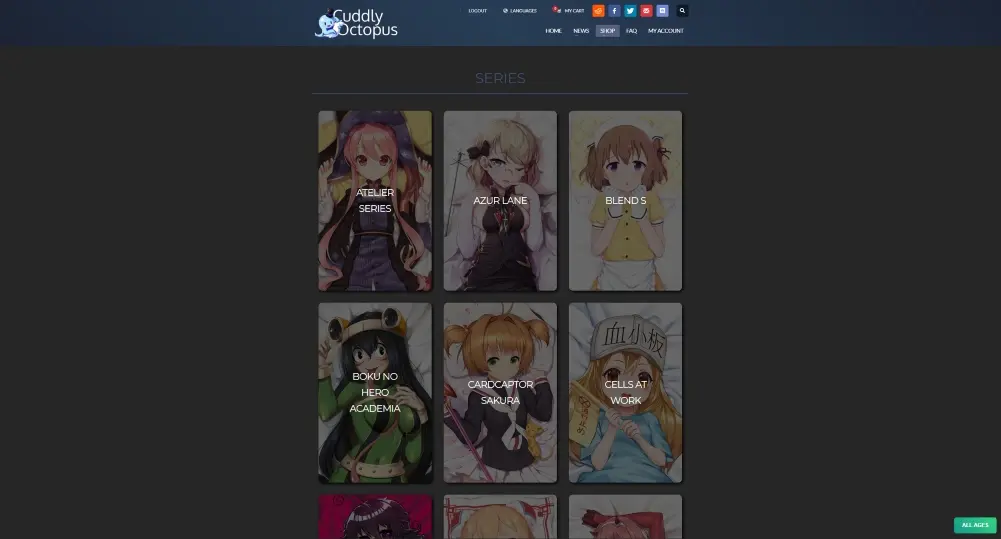 Cuddly
Octopus
LOGOUT
LANGUAGES
MY CART
HOME
NEWS
SHOP
FAQ
MY ACCOUNT
SERIES
ATELIER
SERIES
AZUR LANE
BLEND S
BOKU NO
HERO
ACADEMIA
CARDCAPTOR
SAKURA
血小板
CELLS AT
WORK
ALL AGES